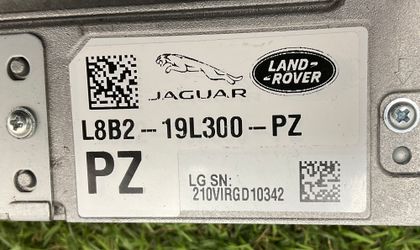 JAGUAR
LAND-
-ROVER
L8B2-19L300-PZ
PZ
LG SN:
210VIRGD10342